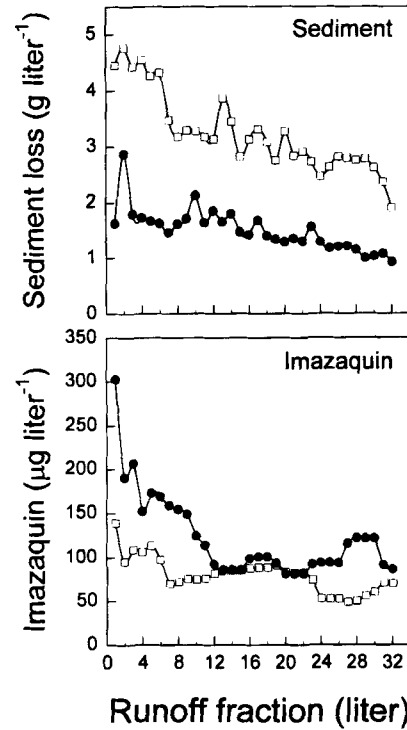 Sediment
Sediment loss (g liter⁻¹)
5
4
3
2
1
0
Imazaquin
Imazaquin (µg liter⁻¹)
350
300
250
200
150
100
50
0
0 4 8 12 16 20 24 28 32
Runoff fraction (liter)